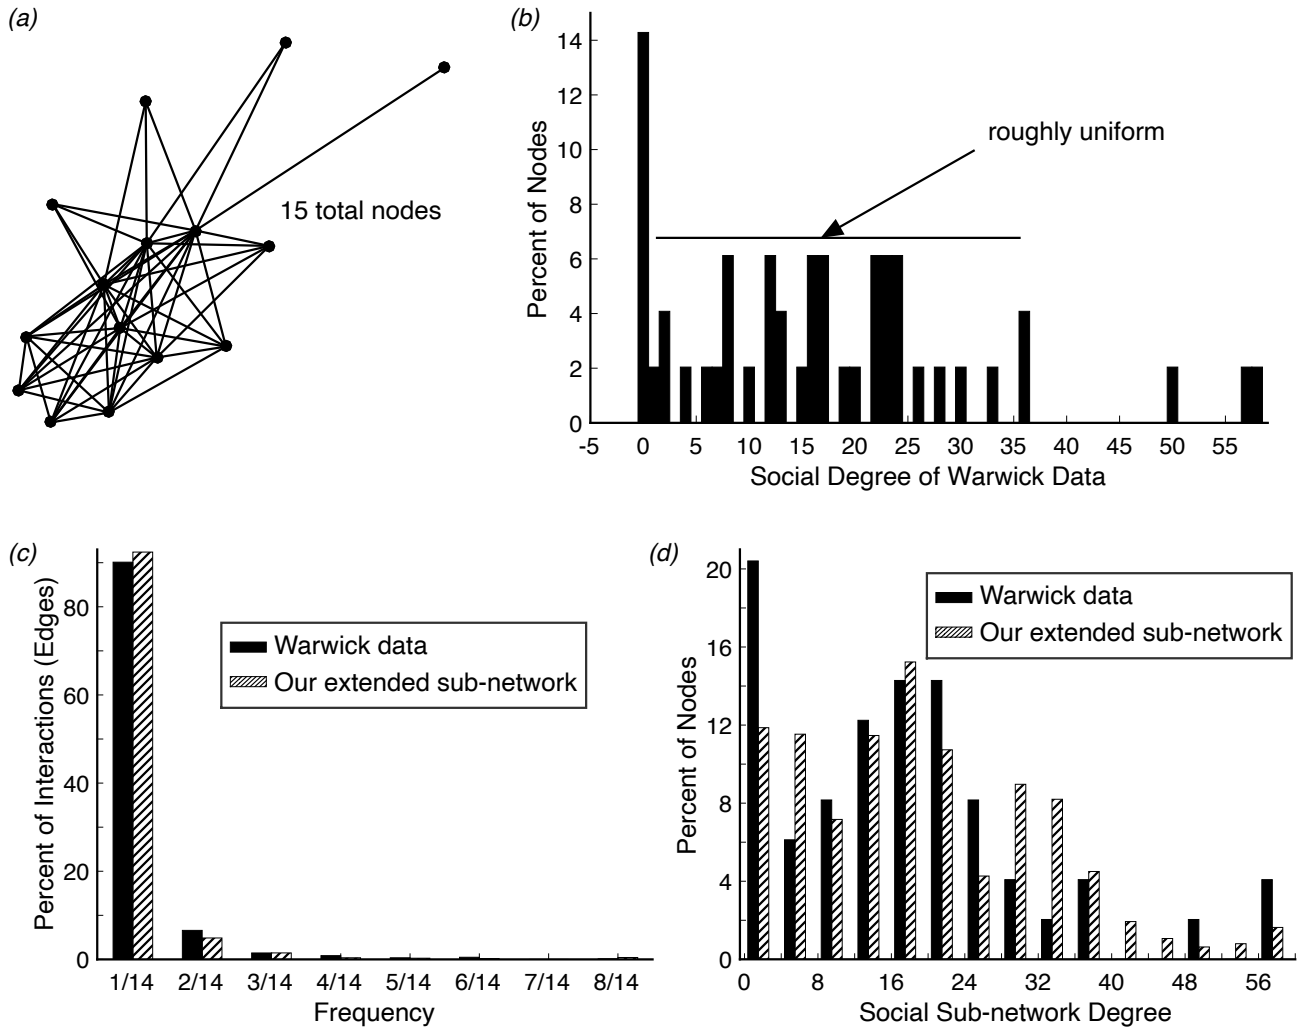 (a)
15 total nodes
(b)
Percent of Nodes
14
12
10
8
6
4
2
0
roughly uniform
-5 0 5 10 15 20 25 30 35 40 45 50 55
Social Degree of Warwick Data
(c)
Percent of Interactions (Edges)
80
60
40
20
0
Warwick data
Our extended sub-network
1/14 2/14 3/14 4/14 5/14 6/14 7/14 8/14
Frequency
(d)
Percent of Nodes
20
16
12
8
4
0
Warwick data
Our extended sub-network
0 8 16 24 32 40 48 56
Social Sub-network Degree